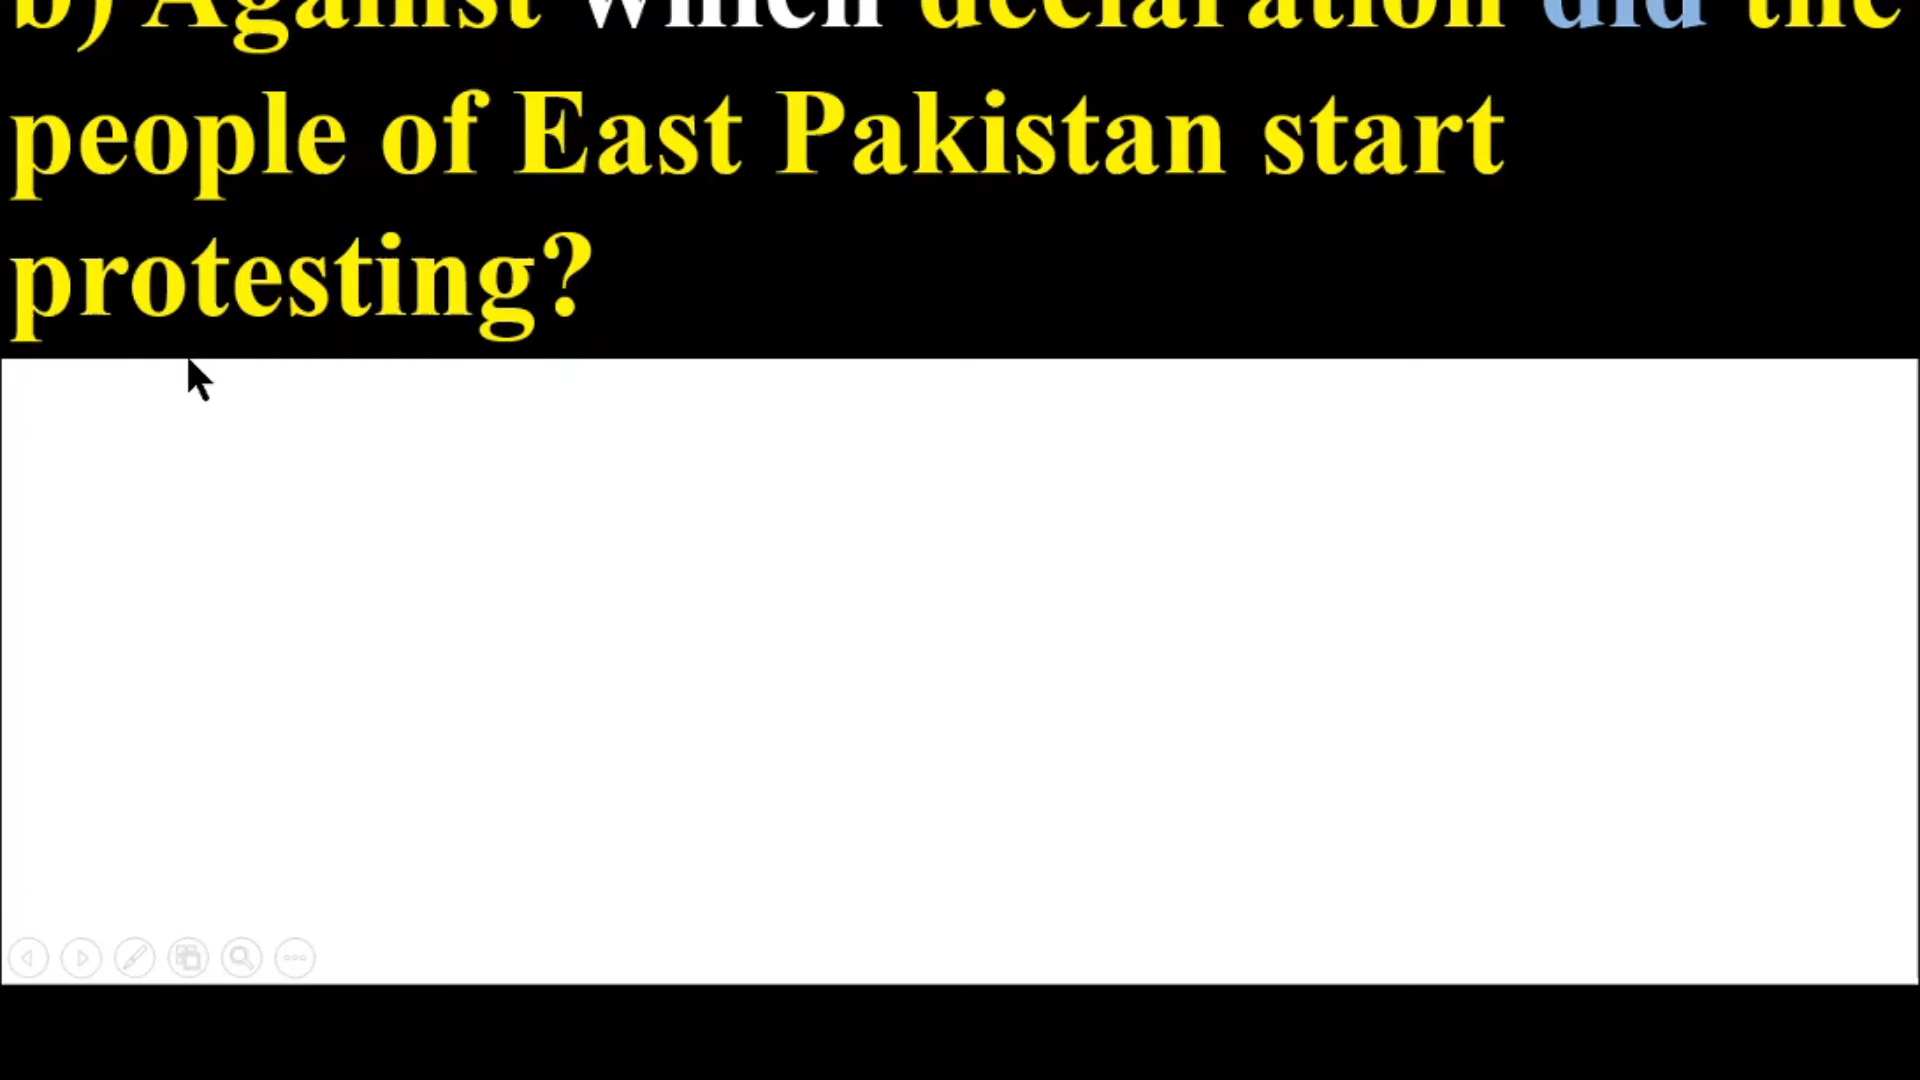 b) Against which declaration did the
people of East Pakistan start
protesting?